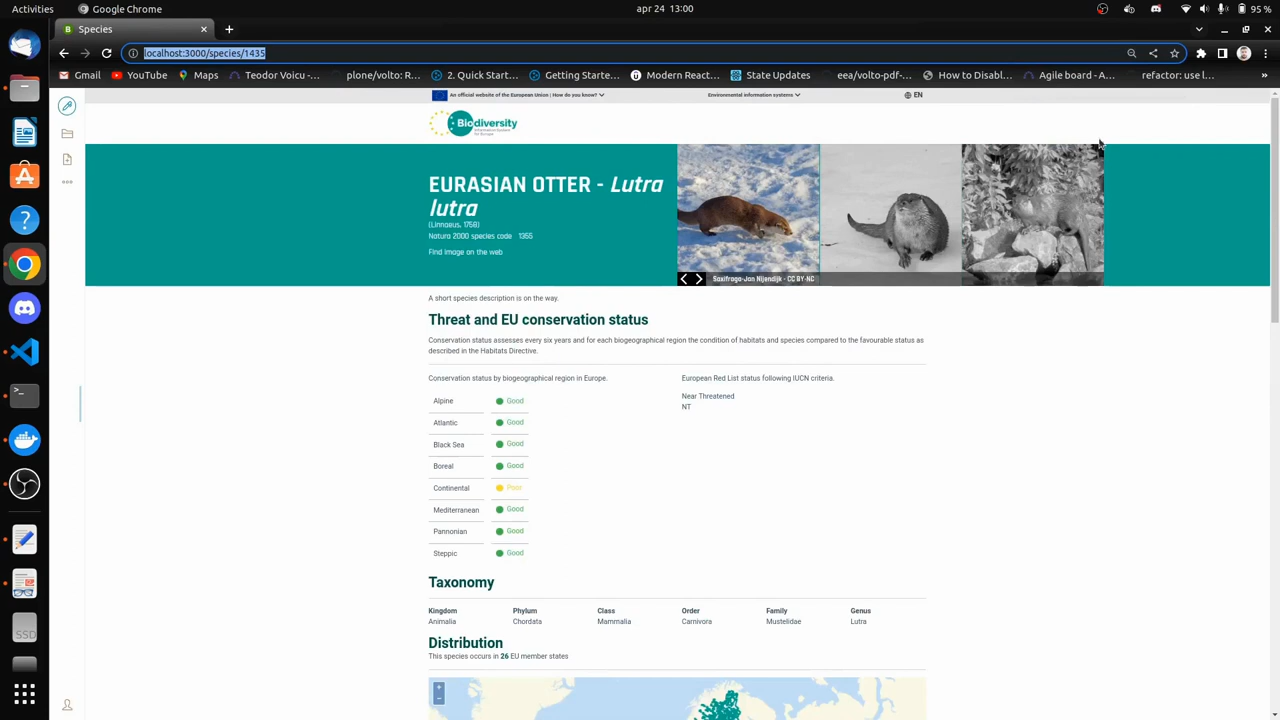 Activities
Google Chrome
apr 24 13:00
95 %
Species
localhost:3000/species/1435
Gmail
YouTube
Maps
Teodor Voicu -...
plone/volto: R...
2. Quick Start...
Getting Starte...
Modern React...
State Updates
eea/volto-pdf-...
How to Disabl...
Agile board - A...
refactor: use l...
An official website of the European Union | How do you know?
Environmental information systems
EN
Biodiversity
Information System
for Europe
EURASIAN OTTER - Lutra
lutra
(Linnaeus, 1758)
Natura 2000 species code 1355
Find image on the web
Saxifraga-Jan Nijendijk - CC BY-NC
A short species description is on the way.
Threat and EU conservation status
Conservation status assesses every six years and for each biogeographical region the condition of habitats and species compared to the favourable status as
described in the Habitats Directive.
Conservation status by biogeographical region in Europe.
European Red List status following IUCN criteria.
Near Threatened
NT
Alpine Good
Atlantic Good
Black Sea Good
Boreal Good
Continental Poor
Mediterranean Good
Pannonian Good
Steppic Good
Taxonomy
Kingdom Phylum Class Order Family Genus
Animalia Chordata Mammalia Carnivora Mustelidae Lutra
Distribution
This species occurs in 26 EU member states
+
-
SSD